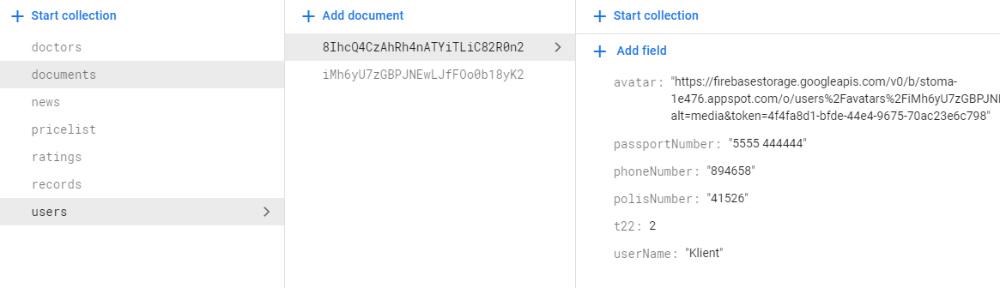 Start collection
doctors
documents
news
pricelist
ratings
records
users
Add document
8IhcQ4CzAhRh4nATYiTLiC82R0n2
iMh6yU7zGBPJNEwLJfFOo0b18yK2
Start collection
Add field
avatar: "https://firebasestorage.googleapis.com/v0/b/stoma-
1e476.appspot.com/o/users%2Favatars%2FiMh6yU7zGBPJN
alt=media&token=4f4fa8d1-bfde-44e4-9675-70ac23e6c798"
passportNumber: "5555 444444"
phoneNumber: "894658"
polisNumber: "41526"
t22: 2
userName: "Klient"